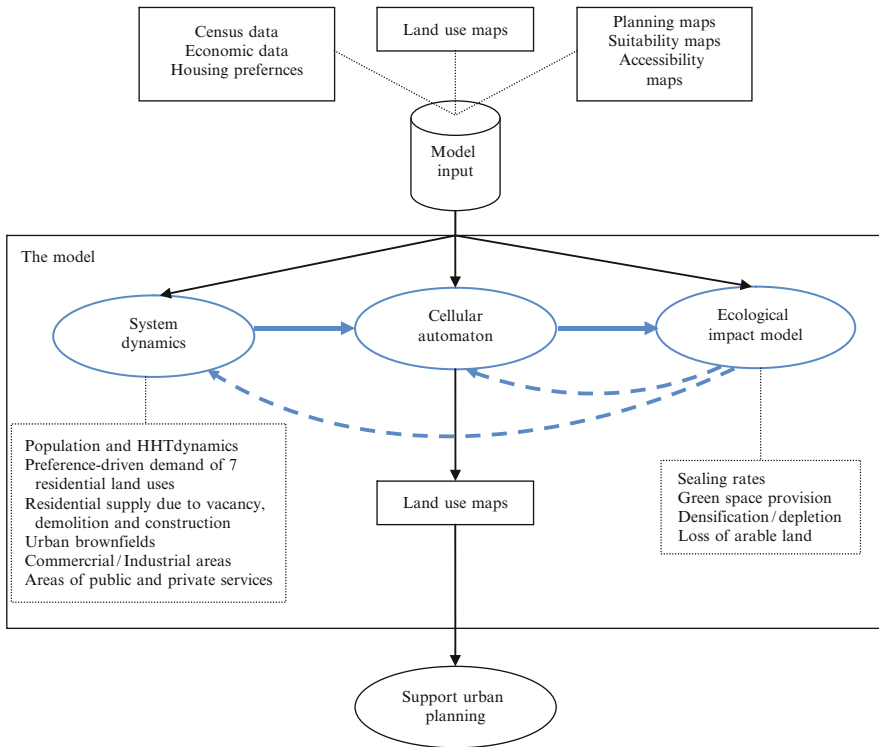 Census data
Economic data
Housing prefernces
Land use maps
Planning maps
Suitability maps
Accessibility
maps
Model
input
The model
System
dynamics
Cellular
automaton
Ecological
impact model
Population and HHTdynamics
Preference-driven demand of 7
residential land uses
Residential supply due to vacancy,
demolition and construction
Urban brownfields
Commercrial/Industrial areas
Areas of public and private services
Land use maps
Sealing rates
Green space provision
Densification/depletion
Loss of arable land
Support urban
planning